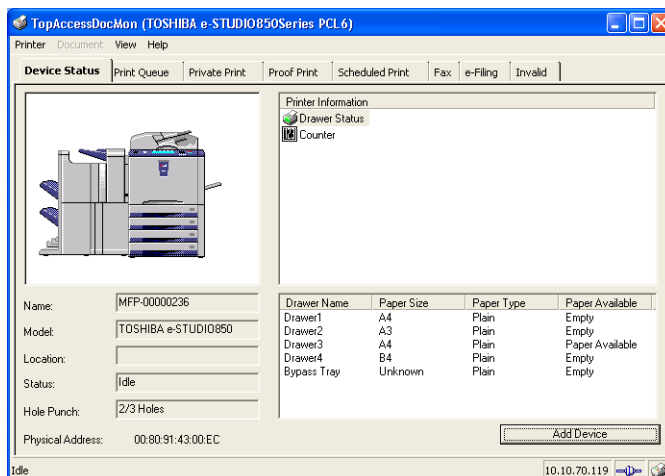 TopAccessDocMon (TOSHIBA e-STUDIO850Series PCL6)
Printer Document View Help
Device Status Print Queue Private Print Proof Print Scheduled Print Fax e-Filing Invalid
Printer Information
Drawer Status
Counter
Name: MFP-00000236
Model: TOSHIBA e-STUDIO850
Location:
Status: Idle
Hole Punch: 2/3 Holes
Physical Address: 00:80:91:43:00:EC
Drawer Name Paper Size Paper Type Paper Available
Drawer1 A4 Plain Empty
Drawer2 A3 Plain Empty
Drawer3 A4 Plain Paper Available
Drawer4 B4 Plain Empty
Bypass Tray Unknown Plain Empty
Add Device
Idle 10.10.70.119